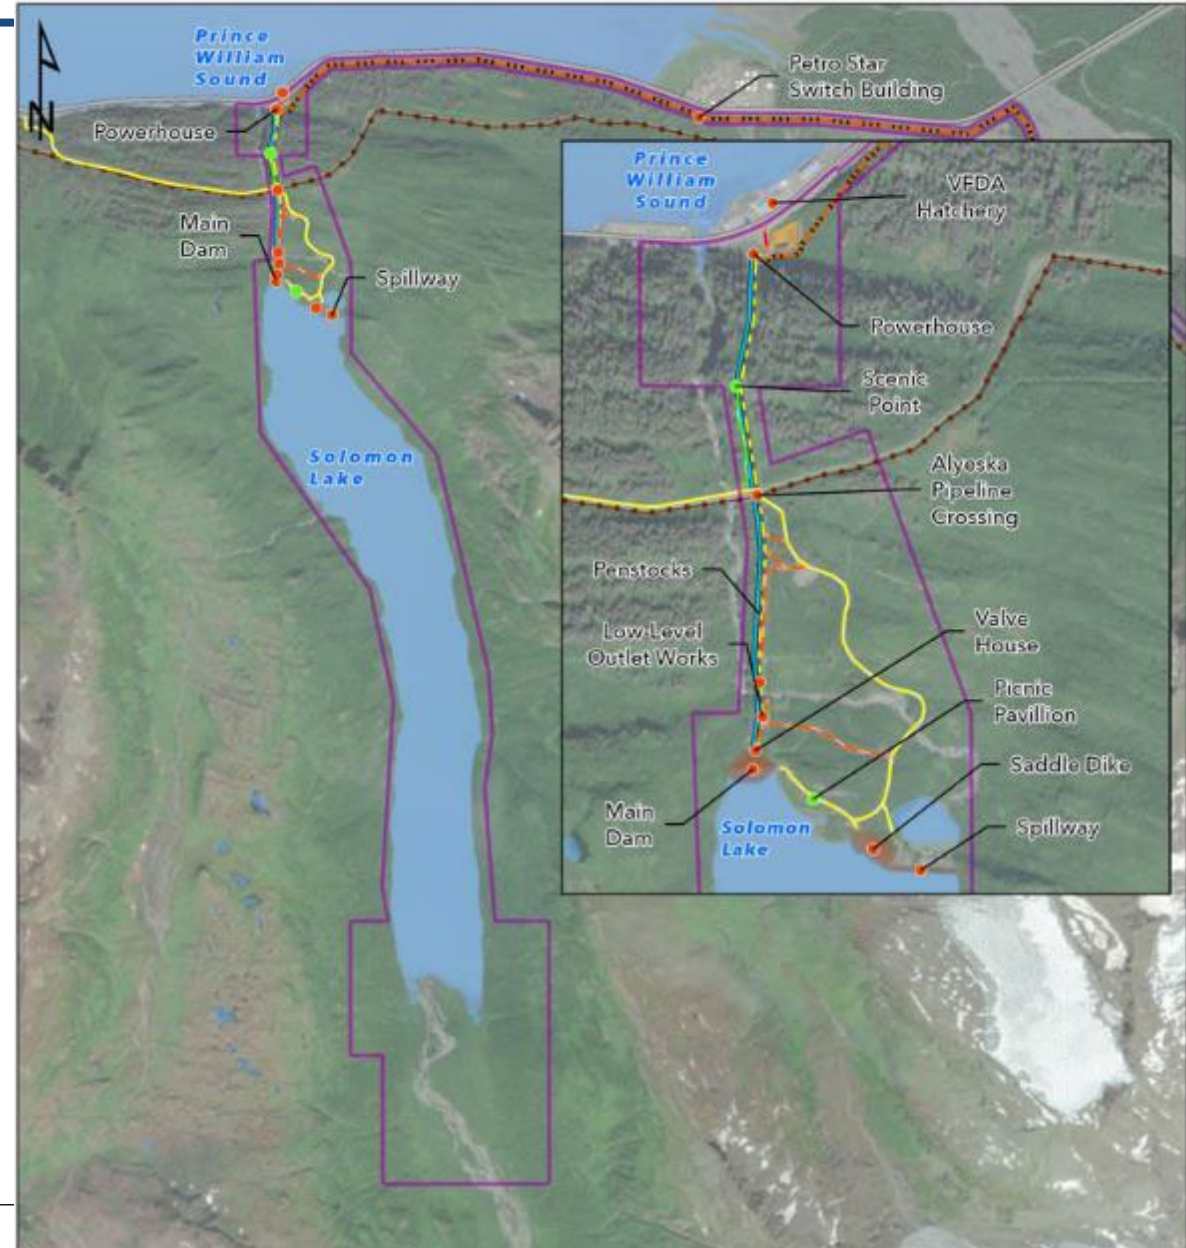 Prince
William
Sound
Petro Star
Switch Building
Powerhouse
N
Main
Dam
Spillway
Solomon
Lake
Prince
William
Sound
VFDA
Hatchery
Powerhouse
Scenic
Point
Alyeska
Pipeline
Crossing
Penstocks
Low-Level
Outlet Works
Valve
House
Picnic
Pavillion
Saddle Dike
Main
Dam
Solomon
Lake
Spillway